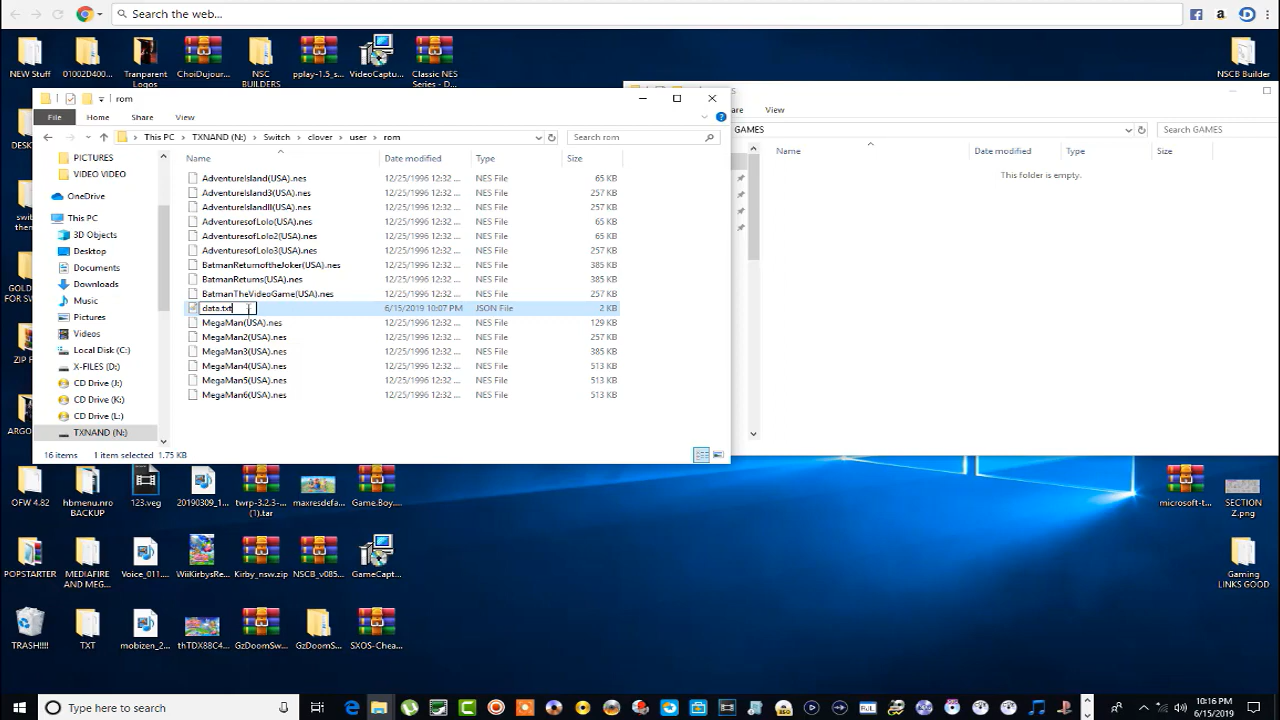 Search the web...
NEW Stuff
01002D400...
Tranparent Logos
ChoiDujour...
NSC BUILDERS
pplay-1.5_s...
VideoCaptu...
Classic NES Series - D...
NSCB Builder
rom
File
Home
Share
View
This PC
TXNAND (N:)
Switch
clover
user
rom
Search rom
Name
Date modified
Type
Size
PICTURES
VIDEO VIDEO
OneDrive
This PC
3D Objects
Desktop
Documents
Downloads
Music
Pictures
Videos
Local Disk (C:)
X-FILES (D:)
CD Drive (J:)
CD Drive (K:)
CD Drive (L:)
TXNAND (N:)
AdventureIsland(USA).nes 12/25/1996 12:32 ... NES File 65 KB
AdventureIsland3(USA).nes 12/25/1996 12:32 ... NES File 257 KB
AdventureIslandII(USA).nes 12/25/1996 12:32 ... NES File 257 KB
AdventuresofLolo(USA).nes 12/25/1996 12:32 ... NES File 65 KB
AdventuresofLolo2(USA).nes 12/25/1996 12:32 ... NES File 65 KB
AdventuresofLolo3(USA).nes 12/25/1996 12:32 ... NES File 257 KB
BatmanReturnoftheJoker(USA).nes 12/25/1996 12:32 ... NES File 385 KB
BatmanReturns(USA).nes 12/25/1996 12:32 ... NES File 385 KB
BatmanTheVideoGame(USA).nes 12/25/1996 12:32 ... NES File 257 KB
data.txt 6/15/2019 10:07 PM JSON File 2 KB
MegaMan(USA).nes 12/25/1996 12:32 ... NES File 129 KB
MegaMan2(USA).nes 12/25/1996 12:32 ... NES File 257 KB
MegaMan3(USA).nes 12/25/1996 12:32 ... NES File 385 KB
MegaMan4(USA).nes 12/25/1996 12:32 ... NES File 513 KB
MegaMan5(USA).nes 12/25/1996 12:32 ... NES File 513 KB
MegaMan6(USA).nes 12/25/1996 12:32 ... NES File 513 KB
16 items 1 item selected 1.75 KB
View
GAMES
Search GAMES
Name
Date modified
Type
Size
This folder is empty.
OFW 4.82
hbmenu.nro BACKUP
123.veg
20190309_1...
twrp-3.2.3-... (1).tar
maxresdefa...
Game.Boy....
microsoft-t...
SECTION Z.png
POPSTARTER
MEDIAFIRE AND MEG...
Voice_011...
WiiKirbysRe...
Kirby_nsw.zip
NSCB_v085...
GameCapt...
Gaming LINKS GOOD
TRASH!!!!
TXT
mobizen_2...
thTDX88C4...
GzDoomSw...
GzDoomS...
SXOS-Chea...
Type here to search
10:16 PM
6/15/2019